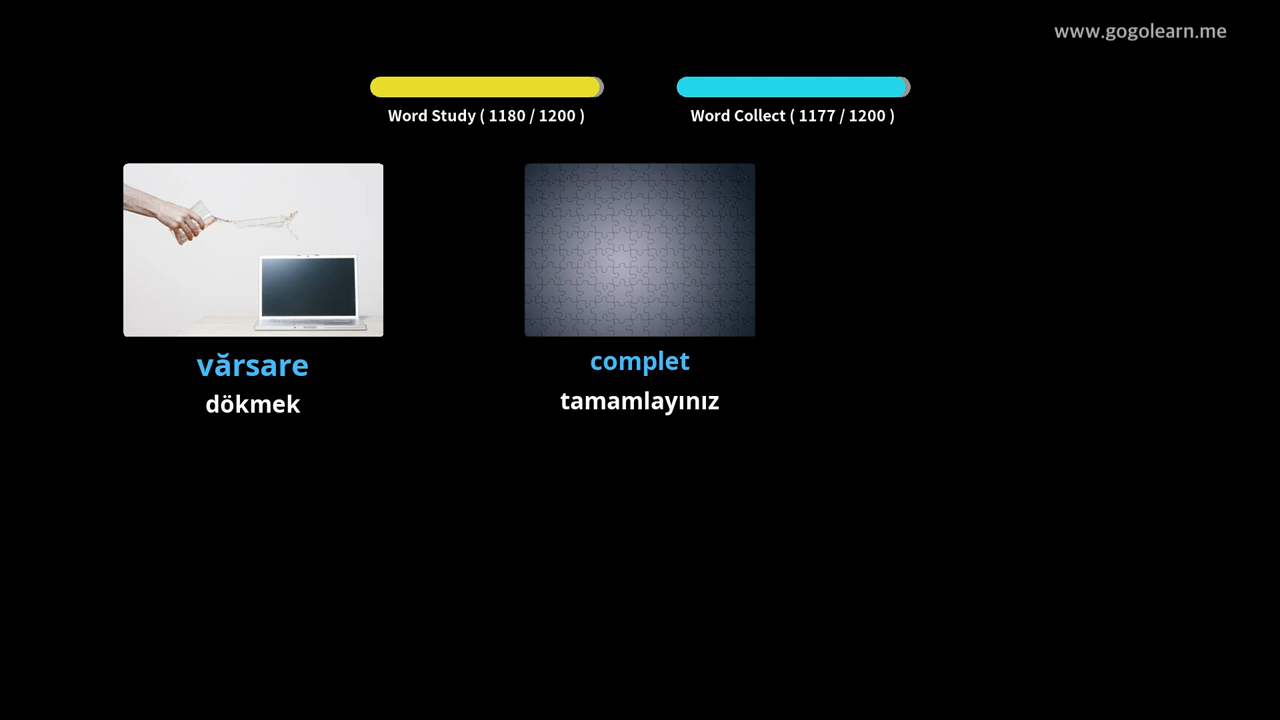 www.gogolearn.me
Word Study ( 1180 / 1200 )
Word Collect ( 1177 / 1200 )
vărsare
dökmek
complet
tamamlayınız